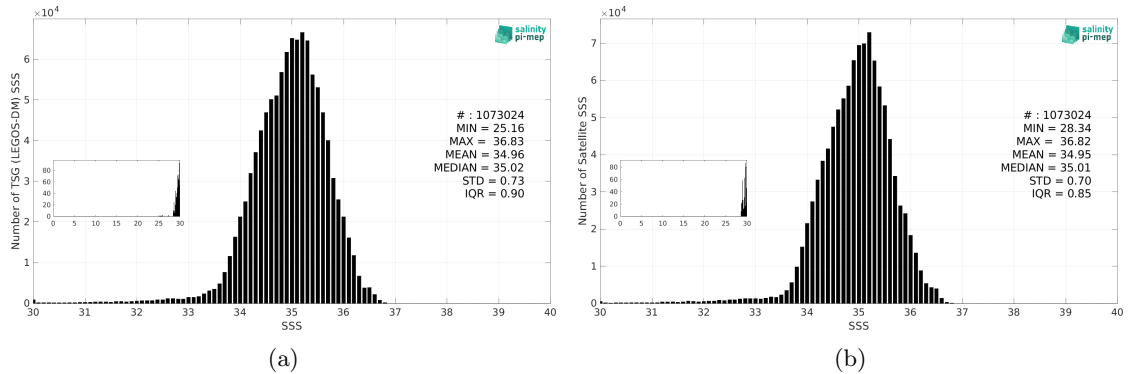 ×10⁴
salinity
pi-mep
Number of TSG (LEGOS-DM) SSS
6
5
4
3
2
1
0
# : 1073024
MIN = 25.16
MAX = 36.83
MEAN = 34.96
MEDIAN = 35.02
STD = 0.73
IQR = 0.90
80
60
40
20
0
0 5 10 15 20 25 30
30 31 32 33 34 35 36 37 38 39 40
SSS
(a)
×10⁴
salinity
pi-mep
Number of Satellite SSS
7
6
5
4
3
2
1
0
# : 1073024
MIN = 28.34
MAX = 36.82
MEAN = 34.95
MEDIAN = 35.01
STD = 0.70
IQR = 0.85
80
60
40
20
0
0 5 10 15 20 25 30
30 31 32 33 34 35 36 37 38 39 40
SSS
(b)